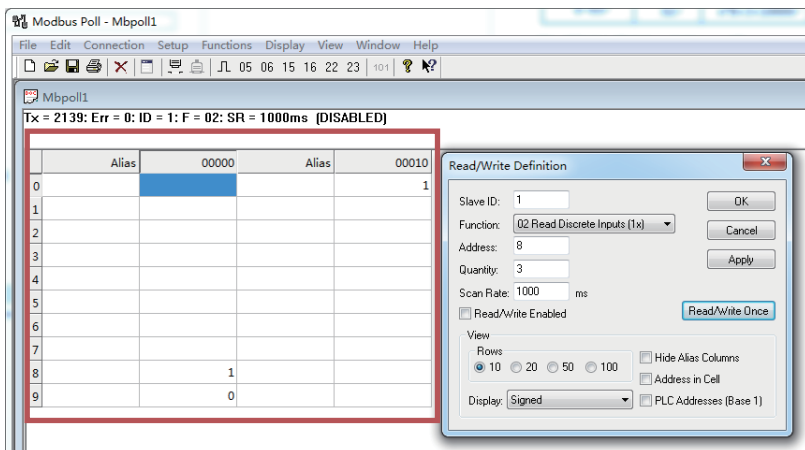 Modbus Poll - Mbpoll1
File Edit Connection Setup Functions Display View Window Help
05 06 15 16 22 23 101
Mbpoll1
Tx = 2139: Err = 0: ID = 1: F = 02: SR = 1000ms (DISABLED)
Alias 00000 Alias 00010
0 1
1
2
3
4
5
6
7
8 1
9 0
Read/Write Definition
Slave ID: 1 OK
Function: 02 Read Discrete Inputs (1x) Cancel
Address: 8
Apply
Quantity: 3
Scan Rate: 1000 ms
Read/Write Enabled Read/Write Once
View
Rows
10 20 50 100
Hide Alias Columns
Address in Cell
Display: Signed PLC Addresses (Base 1)